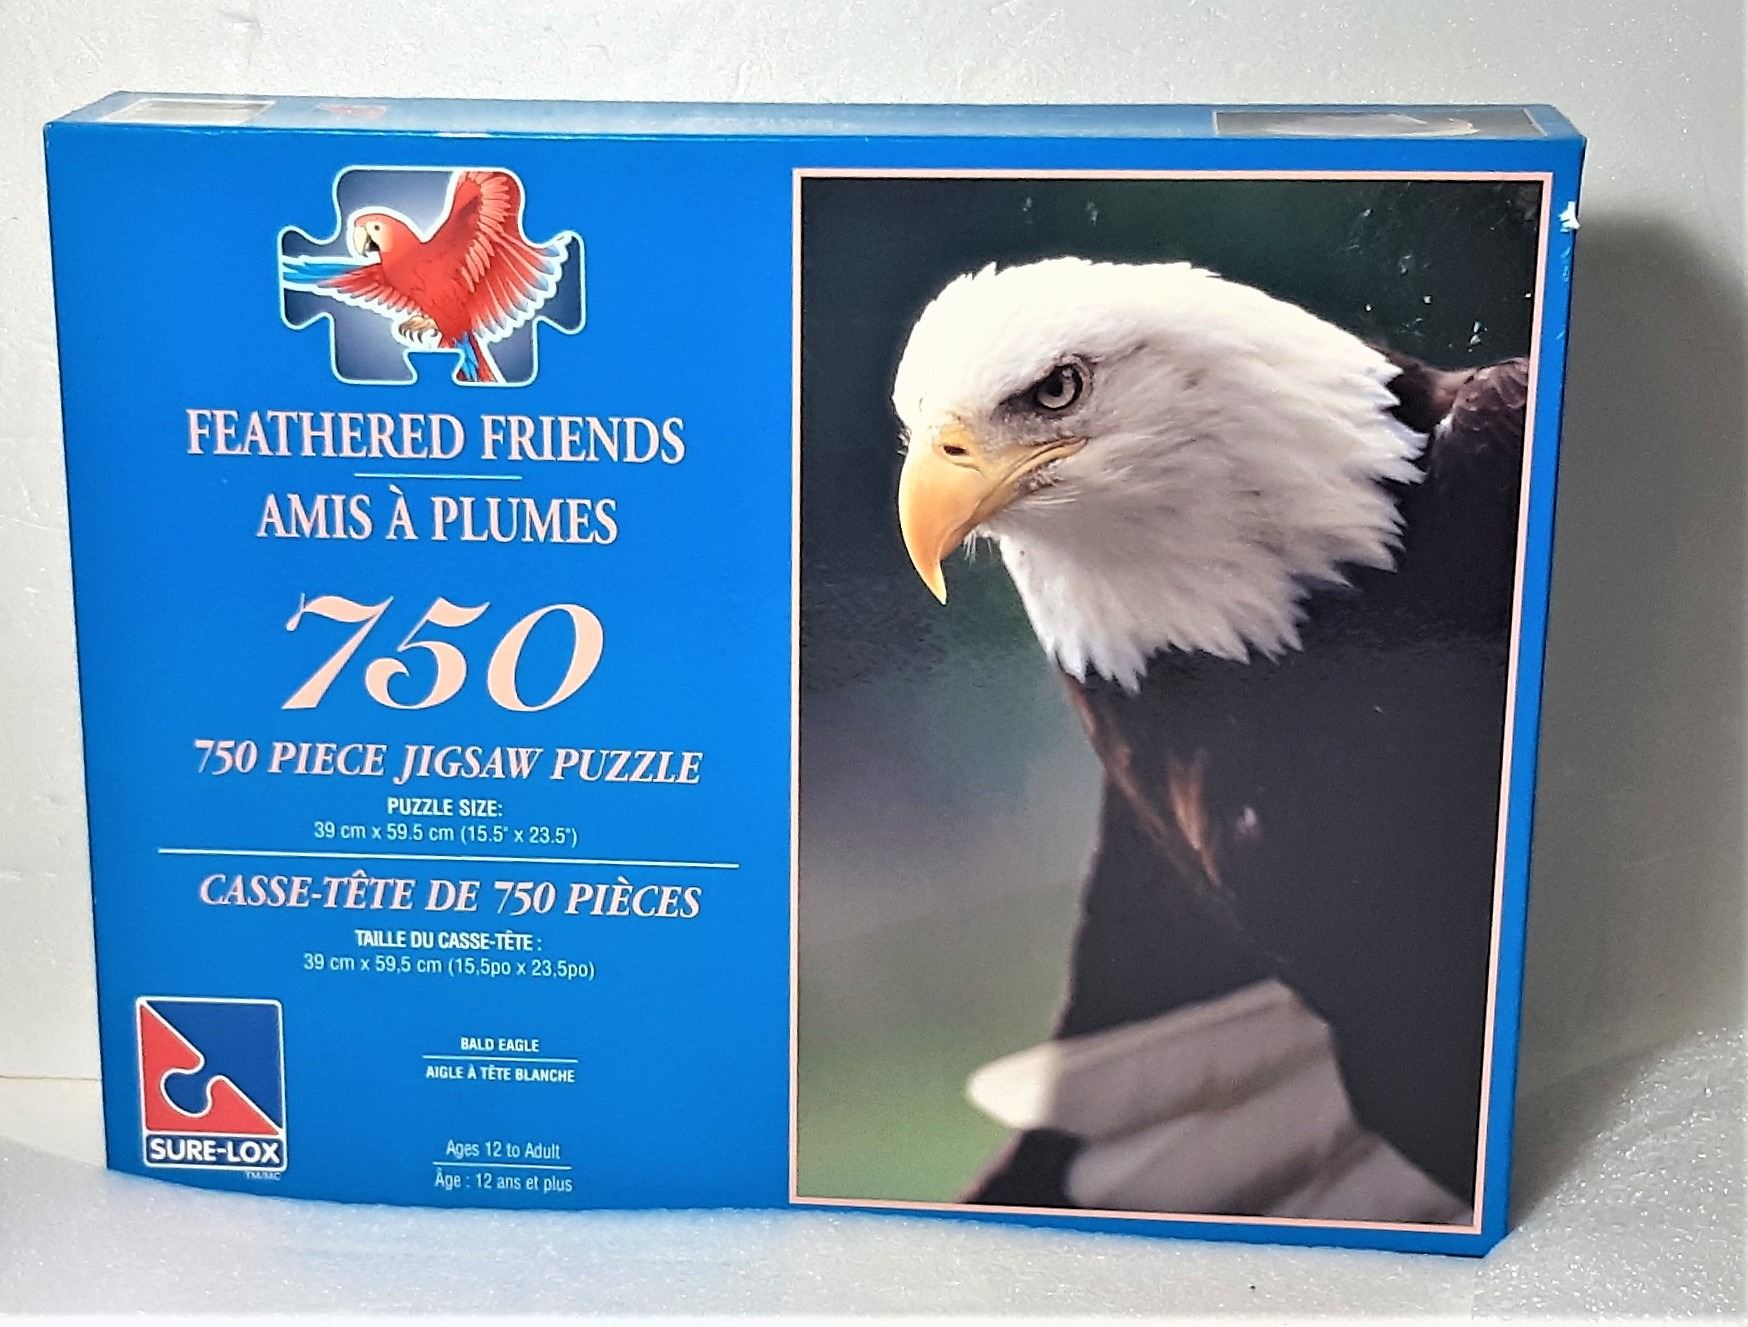 FEATHERED FRIENDS
AMIS À PLUMES
750
750 PIECE JIGSAW PUZZLE
PUZZLE SIZE:
39 cm x 59.5 cm (15.5" x 23.5")
CASSE-TÊTE DE 750 PIÈCES
TAILLE DU CASSE-TÊTE :
39 cm x 59,5 cm (15,5po x 23,5po)
BALD EAGLE
AIGLE À TÊTE BLANCHE
Ages 12 to Adult
Âge : 12 ans et plus
SURE-LOX
TM/MC